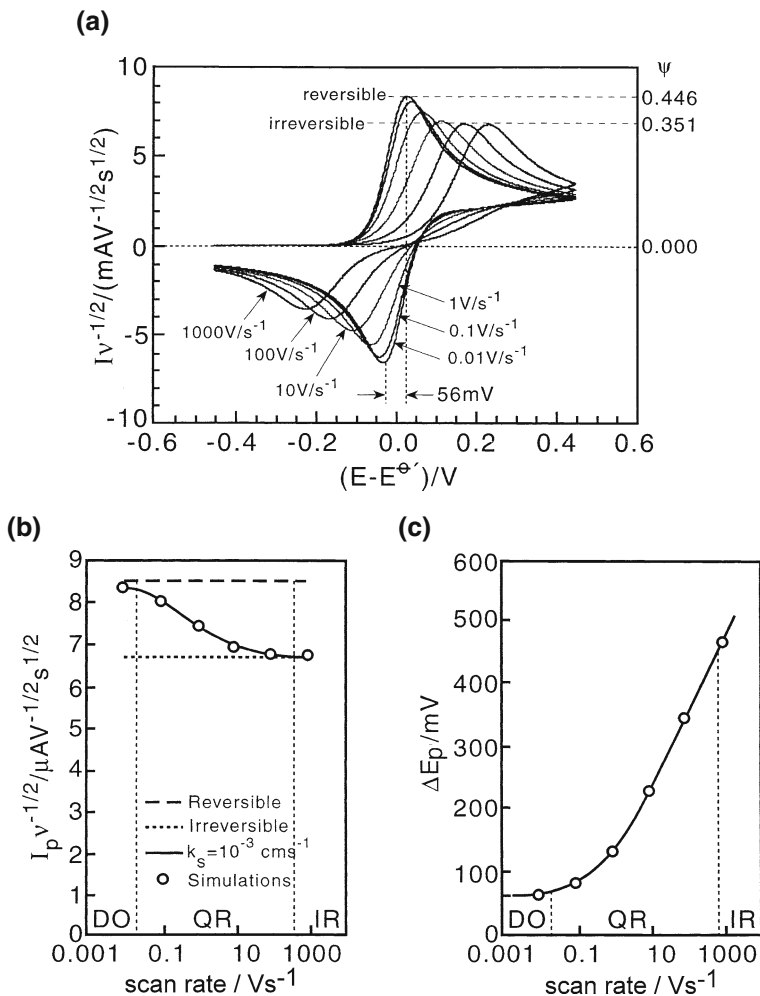 (a)
10
5
0
-5
-10
-0.6 -0.4 -0.2 0.0 0.2 0.4 0.6
Iν-1/2/(mAV-1/2s1/2)
(E-E⊖´)/V
ψ
reversible
0.446
irreversible
0.351
0.000
1000V/s-1
100V/s-1
10V/s-1
1V/s-1
0.1V/s-1
0.01V/s-1
56mV
(b)
9
8
7
6
5
4
3
2
1
Ipν-1/2/μAV-1/2s1/2
Reversible
Irreversible
ks=10-3 cms-1
Simulations
DO QR IR
0.001 0.1 10 1000
scan rate / Vs-1
(c)
600
500
400
300
200
100
0
ΔEp/mV
DO QR IR
0.001 0.1 10 1000
scan rate / Vs-1